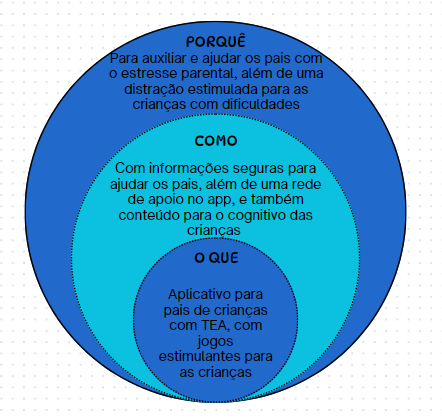 PORQUÊ
Para auxiliar e ajudar os pais com
o estresse parental, além de uma
distração estimulada para as
crianças com dificuldades
COMO
Com informações seguras para
ajudar os pais, além de uma rede
de apoio no app, e também
conteúdo para o cognitivo das
crianças
O QUE
Aplicativo para
pais de crianças
com TEA, com
jogos
estimulantes para
as crianças